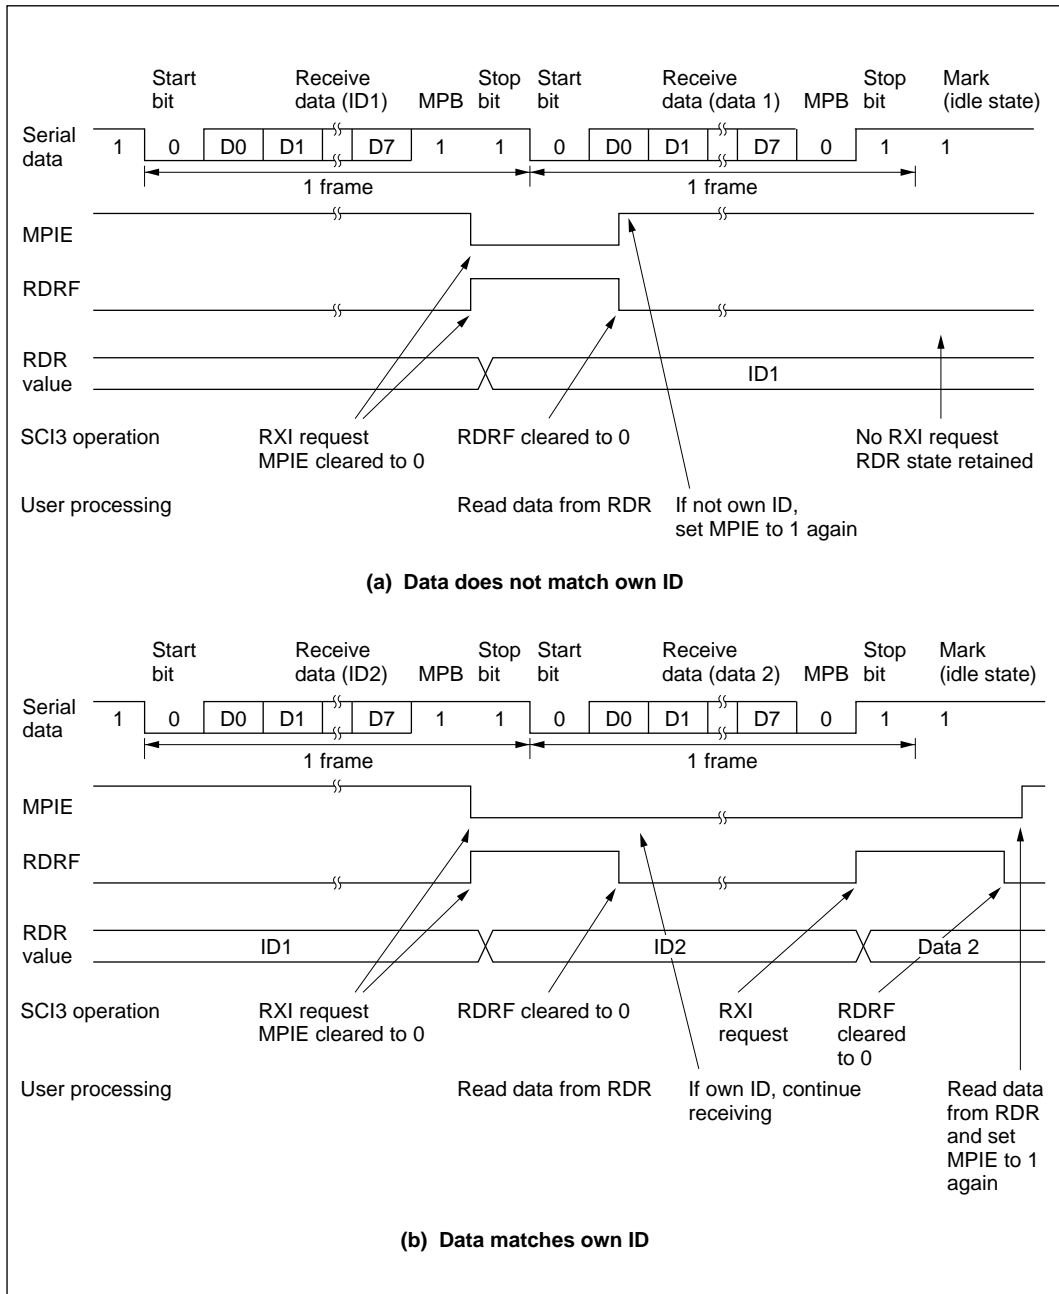 Start bit
Receive data (ID1)
MPB
Stop bit
Start bit
Receive data (data 1)
MPB
Stop bit
Mark (idle state)
Serial data
1 0 D0 D1 D7 1 1 0 D0 D1 D7 0 1 1
1 frame
1 frame
MPIE
RDRF
RDR value
ID1
SCI3 operation
RXI request
MPIE cleared to 0
RDRF cleared to 0
No RXI request
RDR state retained
User processing
Read data from RDR
If not own ID,
set MPIE to 1 again
(a) Data does not match own ID
Start bit
Receive data (ID2)
MPB
Stop bit
Start bit
Receive data (data 2)
MPB
Stop bit
Mark (idle state)
Serial data
1 0 D0 D1 D7 1 1 0 D0 D1 D7 0 1 1
1 frame
1 frame
MPIE
RDRF
RDR value
ID1
ID2
Data 2
SCI3 operation
RXI request
MPIE cleared to 0
RDRF cleared to 0
RXI
request
RDRF
cleared
to 0
User processing
Read data from RDR
If own ID, continue
receiving
Read data
from RDR
and set
MPIE to 1
again
(b) Data matches own ID